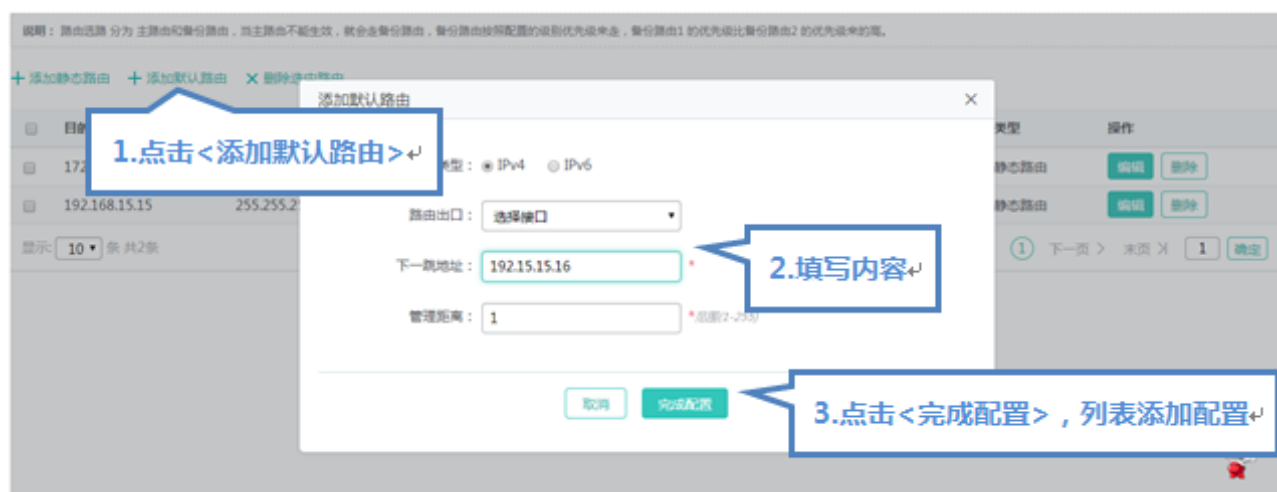 说明： 路由选路 分为 主路由和备份路由，当主路由不能生效，就会走备份路由，备份路由按照配置的级别优先级来走，备份路由1 的优先级比备份路由2 的优先级来的高。
+ 添加静态路由 + 添加默认路由 × 删除选中路由
添加默认路由 ×
1.点击<添加默认路由>
类型 操作
类型： IPv4 IPv6
172
静态路由 编辑 删除
192.168.15.15 255.255.2
静态路由 编辑 删除
路由出口： 选择接口
显示: 10 条 共2条
1 下一页 末页 1 确定
下一跳地址： 192.15.15.16 *
2.填写内容
管理距离： 1 *范围(1-255)
取消 完成配置
3.点击<完成配置>，列表添加配置